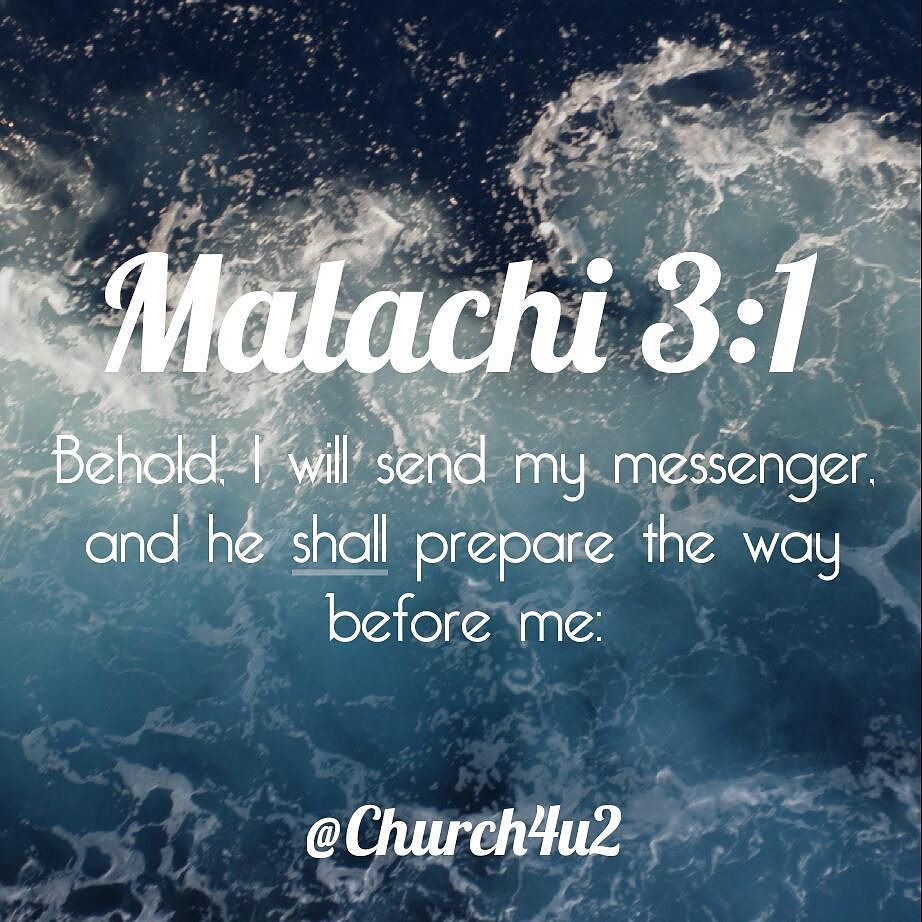 Malachi 3:1
Behold, I will send my messenger,
and he shall prepare the way
before me:
@Church4u2